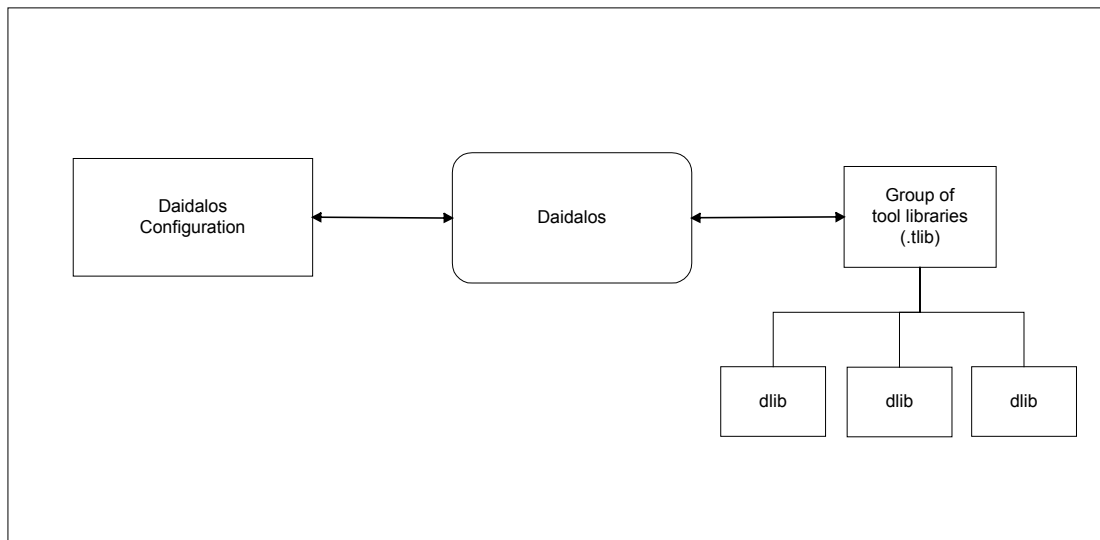 Daidalos
Configuration
Daidalos
Group of
tool libraries
(.tlib)
dlib
dlib
dlib